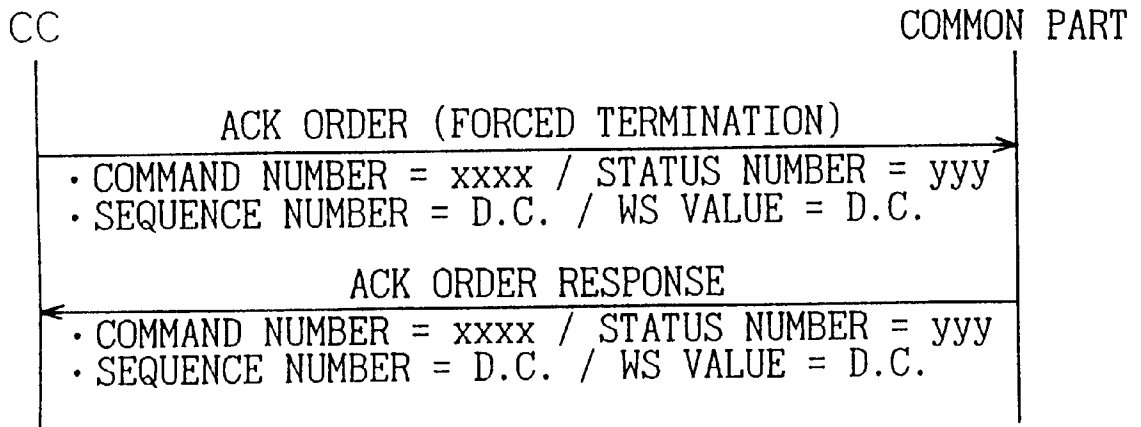 CC COMMON PART
ACK ORDER (FORCED TERMINATION)
· COMMAND NUMBER = xxxx / STATUS NUMBER = yyy
· SEQUENCE NUMBER = D.C. / WS VALUE = D.C.
ACK ORDER RESPONSE
· COMMAND NUMBER = xxxx / STATUS NUMBER = yyy
· SEQUENCE NUMBER = D.C. / WS VALUE = D.C.